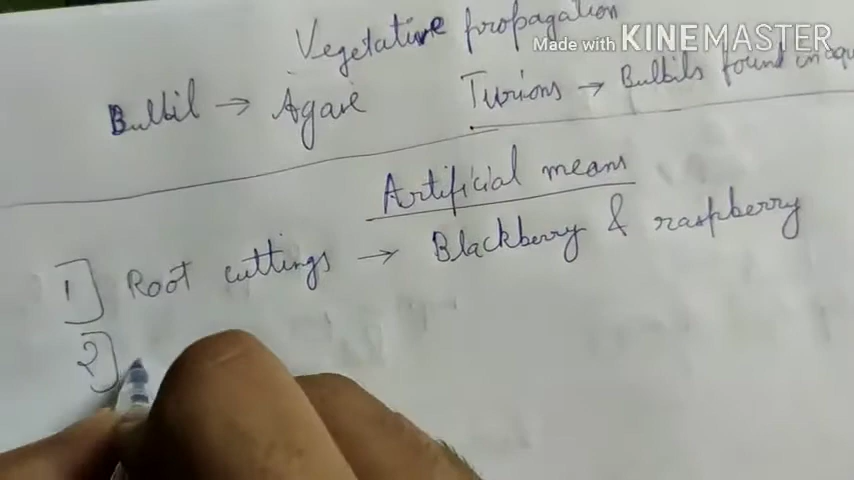 Vegetative propagation
Made with KINEMASTER
Bulbil → Agave
Turions → Bulbils found in aqu
Artificial means
1] Root cuttings → Blackberry & raspberry
2]